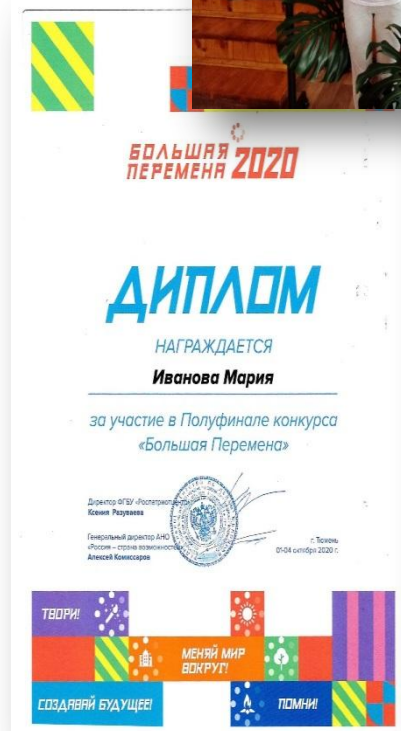 БОЛЬШАЯ
ПЕРЕМЕНА 2020
ДИПЛОМ
НАГРАЖДАЕТСЯ
Иванова Мария
за участие в Полуфинале конкурса
«Большая Перемена»
Директор ФГБУ «Роспатриотцентр»
Ксения Разуваева
Генеральный директор АНО
«Россия – страна возможностей»
Алексей Комиссаров
г. Тюмень
01-04 октября 2020 г.
ТВОРИ!
МЕНЯЙ МИР
ВОКРУГ!
СОЗДАВАЙ БУДУЩЕЕ!
ПОМНИ!